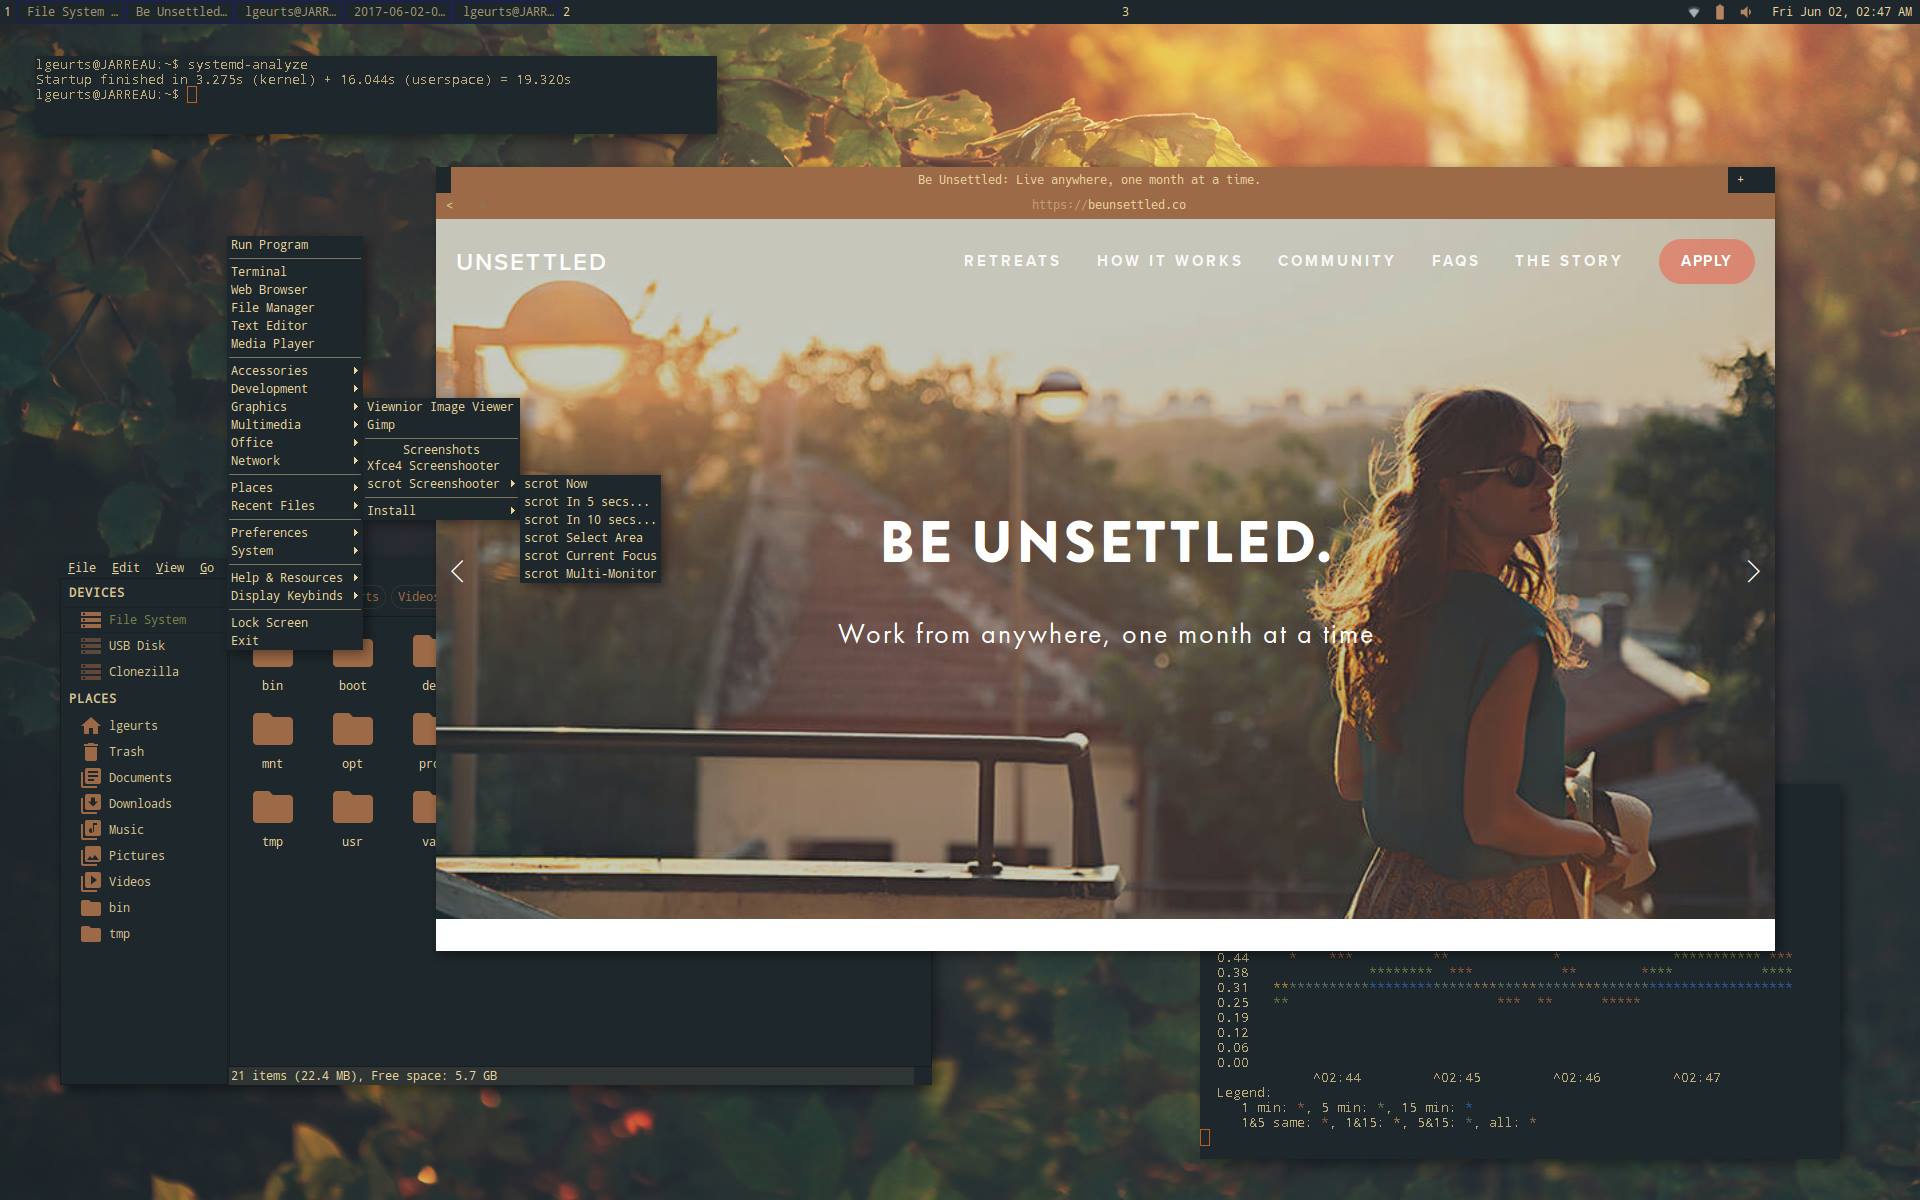 1 File System … Be Unsettled… lgeurts@JARR… 2017-06-02-0… lgeurts@JARR… 2 3 Fri Jun 02, 02:47 AM
lgeurts@JARREAU:~$ systemd-analyze
Startup finished in 3.275s (kernel) + 16.044s (userspace) = 19.320s
lgeurts@JARREAU:~$
Be Unsettled: Live anywhere, one month at a time. +
< https://beunsettled.co
UNSETTLED RETREATS HOW IT WORKS COMMUNITY FAQS THE STORY APPLY
BE UNSETTLED.
Work from anywhere, one month at a time
Run Program
Terminal
Web Browser
File Manager
Text Editor
Media Player
Accessories
Development
Graphics
Multimedia
Office
Network
Places
Recent Files
Preferences
System
Help & Resources
Display Keybinds
Lock Screen
Exit
Viewnior Image Viewer
Gimp
Screenshots
Xfce4 Screenshooter
scrot Screenshooter
Install
scrot Now
scrot In 5 secs...
scrot In 10 secs...
scrot Select Area
scrot Current Focus
scrot Multi-Monitor
File Edit View Go
DEVICES
File System
USB Disk
Clonezilla
PLACES
lgeurts
Trash
Documents
Downloads
Music
Pictures
Videos
bin
tmp
ts Videos
bin boot de
mnt opt pro
tmp usr va
21 items (22.4 MB), Free space: 5.7 GB
0.44
0.38
0.31
0.25
0.19
0.12
0.06
0.00
^02:44 ^02:45 ^02:46 ^02:47
Legend:
1 min: *, 5 min: *, 15 min: *
1&5 same: *, 1&15: *, 5&15: *, all: *